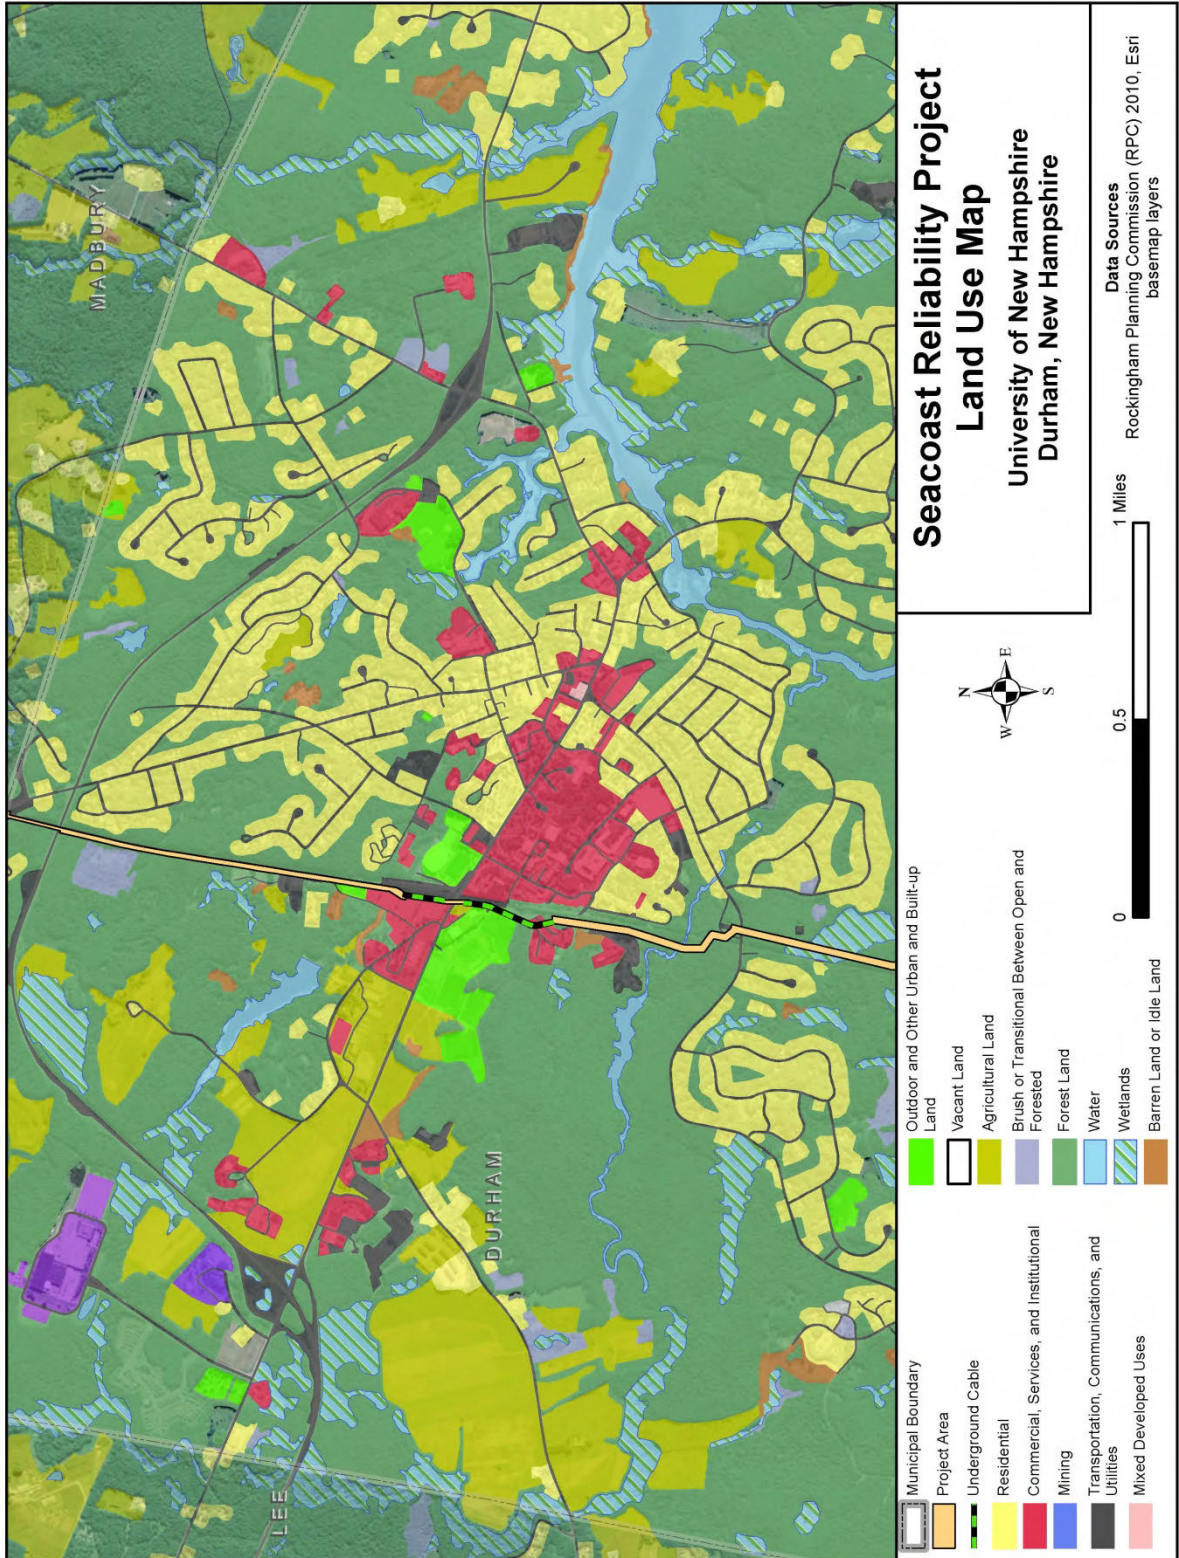 MADBURY
DURHAM
LEE
Seacoast Reliability Project
Land Use Map
University of New Hampshire
Durham, New Hampshire
Data Sources
Rockingham Planning Commission (RPC) 2010, Esri
basemap layers
N
W
E
S
0
0.5
1 Miles
Municipal Boundary
Project Area
Underground Cable
Residential
Commercial, Services, and Institutional
Mining
Transportation, Communications, and
Utilities
Mixed Developed Uses
Outdoor and Other Urban and Built-up
Land
Vacant Land
Agricultural Land
Brush or Transitional Between Open and
Forested
Forest Land
Water
Wetlands
Barren Land or Idle Land